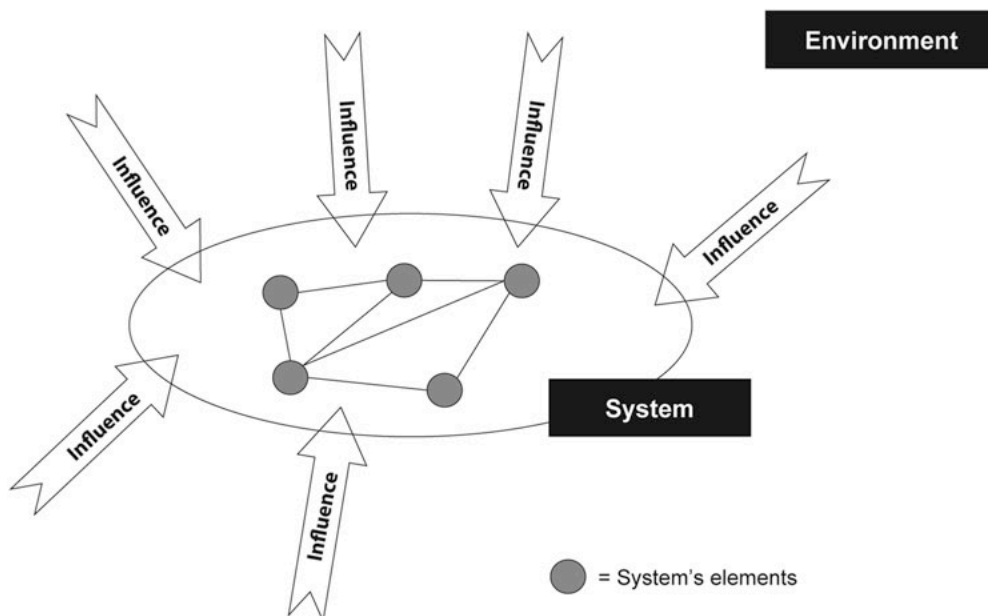 Environment
Influence
Influence
Influence
Influence
Influence
Influence
System
= System's elements